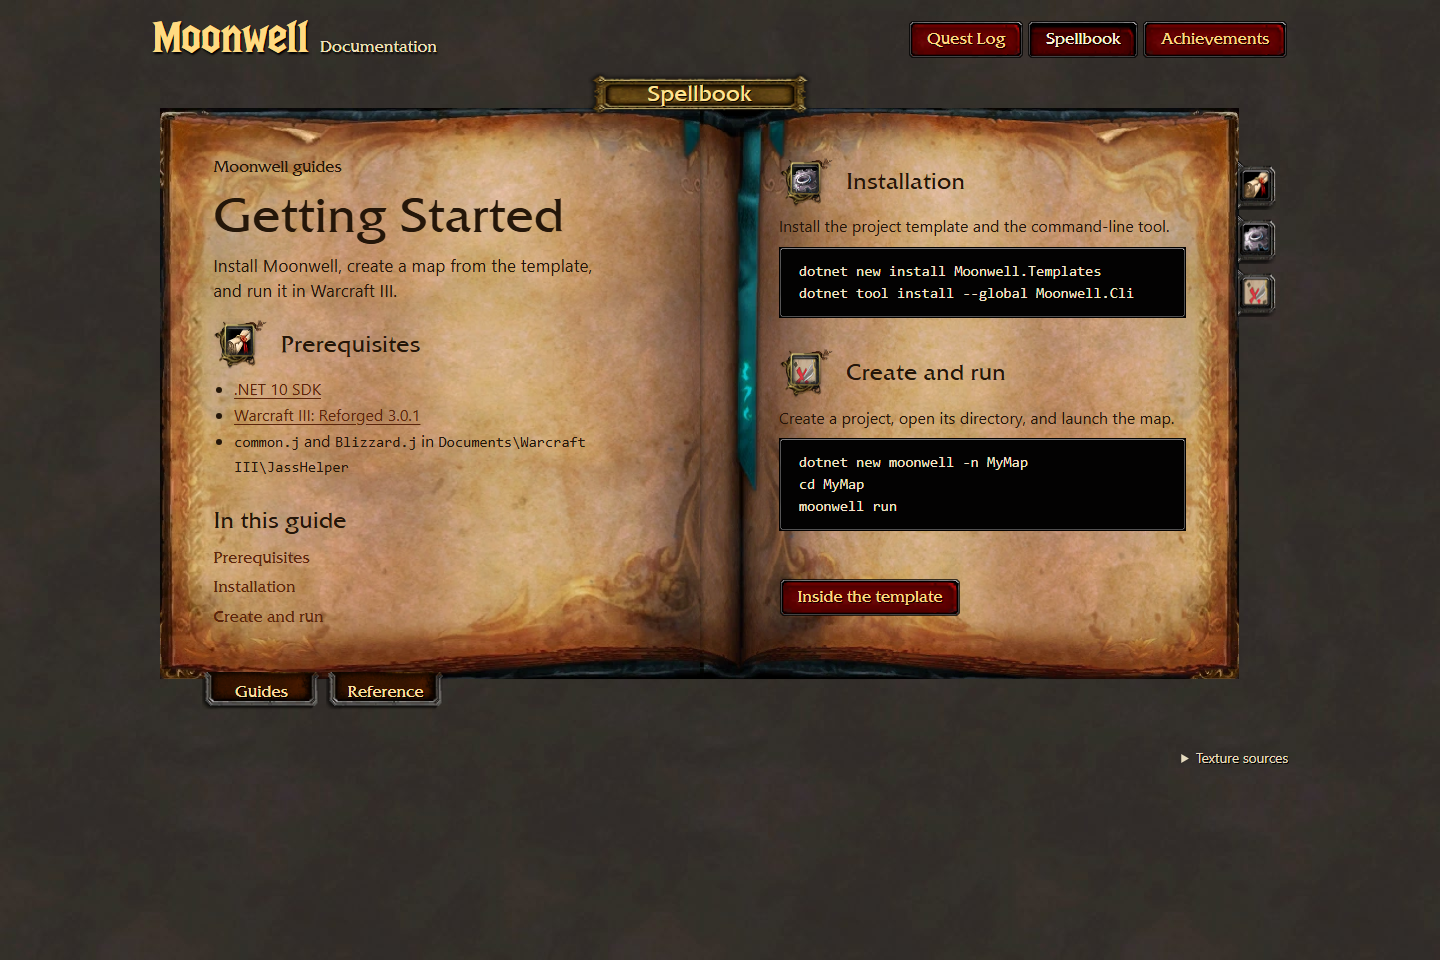 Moonwell Documentation
Quest Log
Spellbook
Achievements
Spellbook
Moonwell guides
Getting Started
Install Moonwell, create a map from the template,
and run it in Warcraft III.
Prerequisites
.NET 10 SDK
Warcraft III: Reforged 3.0.1
common.j and Blizzard.j in Documents\Warcraft
III\JassHelper
In this guide
Prerequisites
Installation
Create and run
Installation
Install the project template and the command-line tool.
dotnet new install Moonwell.Templates
dotnet tool install --global Moonwell.Cli
Create and run
Create a project, open its directory, and launch the map.
dotnet new moonwell -n MyMap
cd MyMap
moonwell run
Inside the template
Guides
Reference
Texture sources